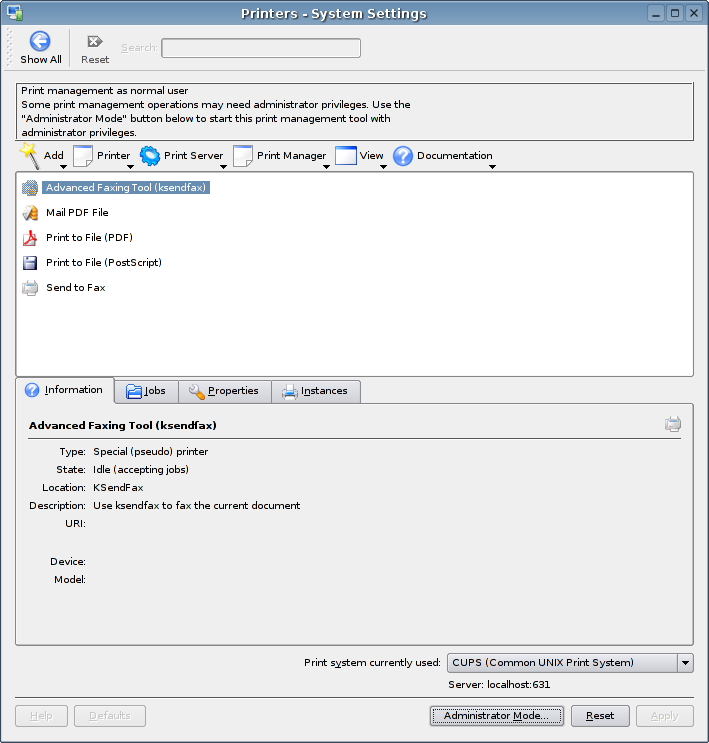 Printers - System Settings
Show All
Reset
Search:
Print management as normal user
Some print management operations may need administrator privileges. Use the
"Administrator Mode" button below to start this print management tool with
administrator privileges.
Add
Printer
Print Server
Print Manager
View
Documentation
Advanced Faxing Tool (ksendfax)
Mail PDF File
Print to File (PDF)
Print to File (PostScript)
Send to Fax
Information
Jobs
Properties
Instances
Advanced Faxing Tool (ksendfax)
Type: Special (pseudo) printer
State: Idle (accepting jobs)
Location: KSendFax
Description: Use ksendfax to fax the current document
URI:
Device:
Model:
Print system currently used: CUPS (Common UNIX Print System)
Server: localhost:631
Help
Defaults
Administrator Mode...
Reset
Apply